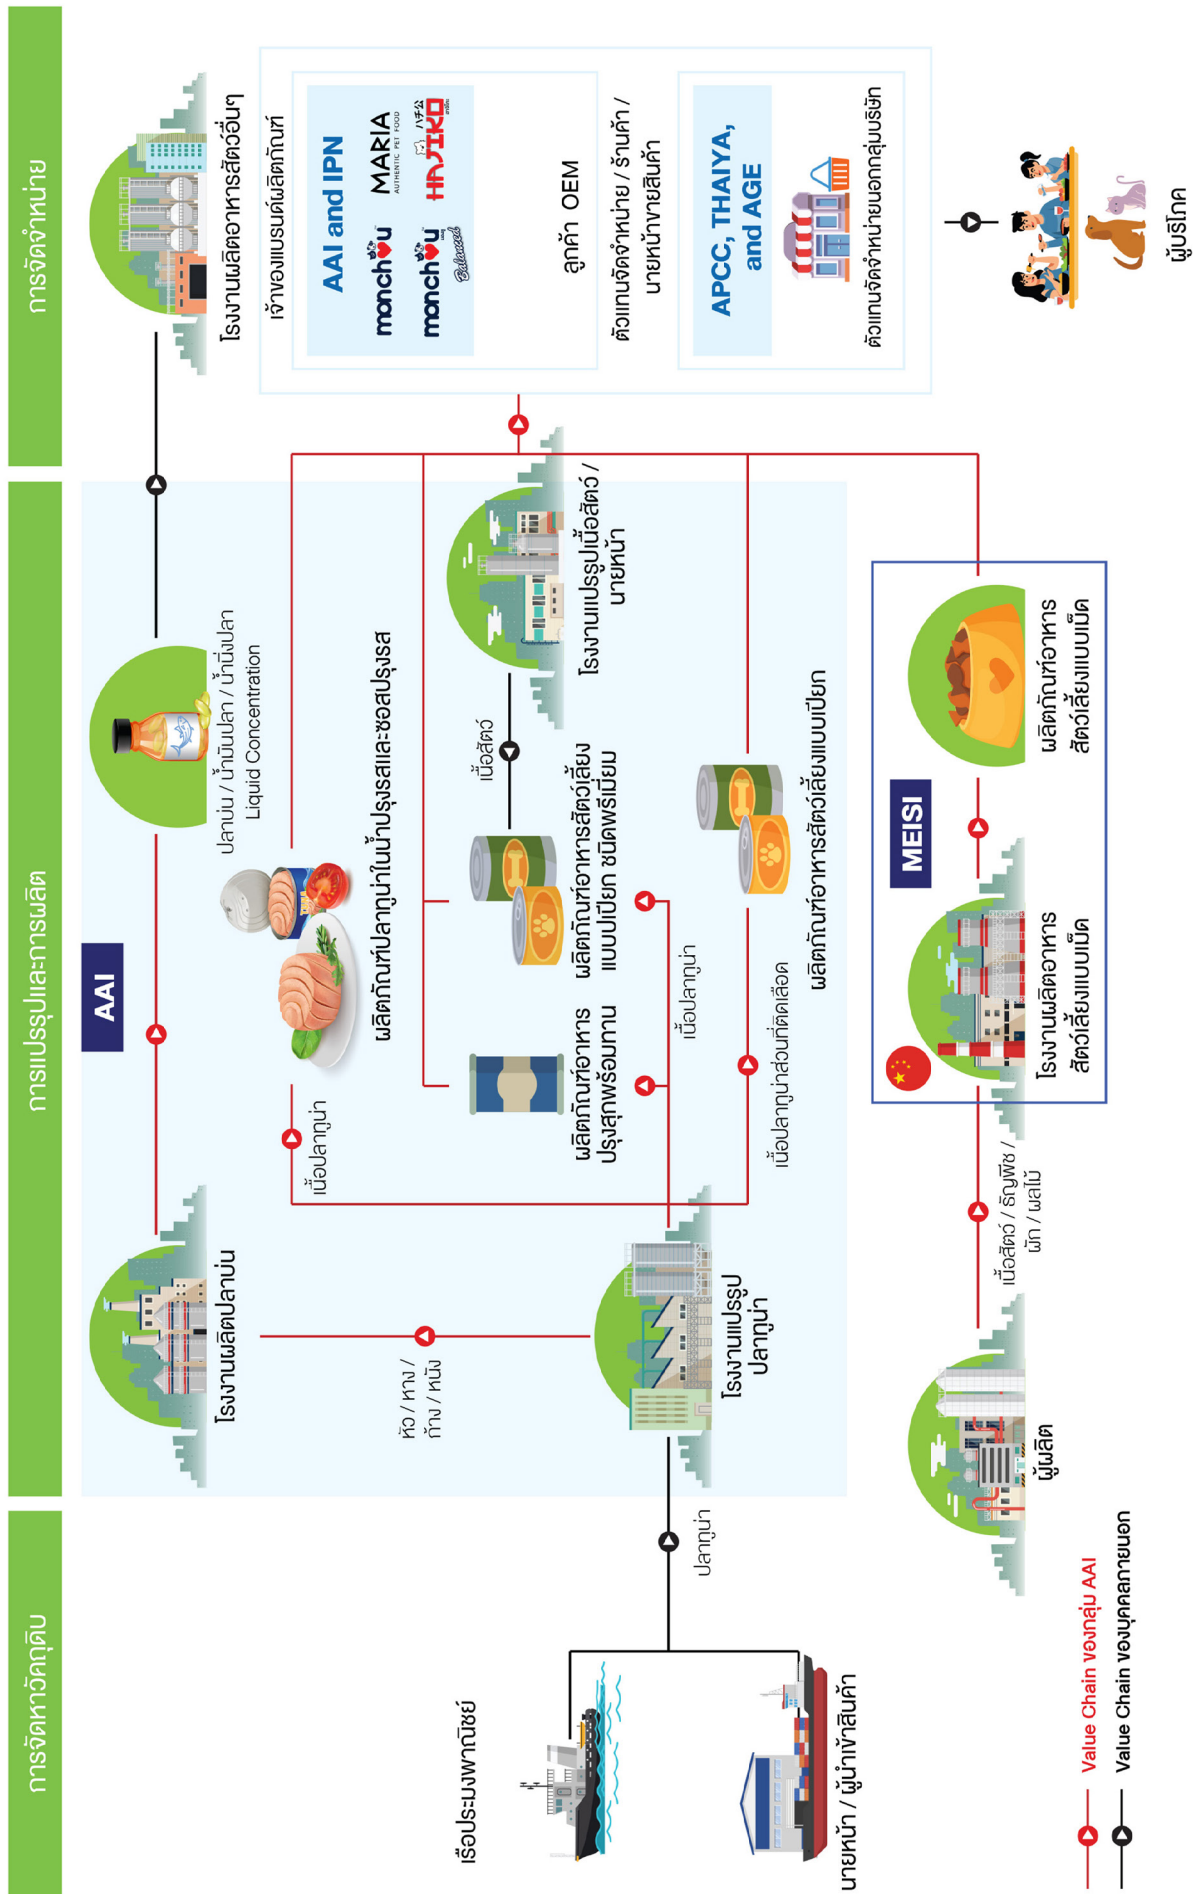 การจัดหาวัตถุดิบ
การแปรรูปและการผลิต
การจัดจำหน่าย
AAI
โรงงานผลิตปลาป่น
ปลาป่น / น้ำมันปลา / น้ำนึ่งปลา
Liquid Concentration
โรงงานผลิตอาหารสัตว์อื่นๆ
หัว / หาง /
ก้าง / หนัง
เนื้อปลาทูน่า
ผลิตภัณฑ์ปลาทูน่าในน้ำปรุงรสและซอสปรุงรส
เรือประมงพาณิชย์
นายหน้า / ผู้นำเข้าสินค้า
ปลาทูน่า
โรงงานแปรรูป
ปลาทูน่า
ผลิตภัณฑ์อาหาร
ปรุงสุกพร้อมทาน
ผลิตภัณฑ์อาหารสัตว์เลี้ยง
แบบเปียก ชนิดพรีเมียม
เนื้อสัตว์
โรงงานแปรรูปเนื้อสัตว์ /
นายหน้า
เนื้อปลาทูน่า
เนื้อปลาทูน่าส่วนที่ติดเลือด
ผลิตภัณฑ์อาหารสัตว์เลี้ยงแบบเปียก
เจ้าของแบรนด์ผลิตภัณฑ์
AAI and IPN
monchou
MARIA
AUTHENTIC PET FOOD
monchou
Balanced
HAJIKO
ハチ公
ลูกค้า OEM
ตัวแทนจัดจำหน่าย / ร้านค้า /
นายหน้าขายสินค้า
APCC, THAIYA,
and AGE
ตัวแทนจัดจำหน่ายนอกกลุ่มบริษัท
ผู้บริโภค
MEISI
ผู้ผลิต
เนื้อสัตว์ / ธัญพืช /
ผัก / ผลไม้
โรงงานผลิตอาหาร
สัตว์เลี้ยงแบบเม็ด
ผลิตภัณฑ์อาหาร
สัตว์เลี้ยงแบบเม็ด
Value Chain ของกลุ่ม AAI
Value Chain ของบุคคลภายนอก